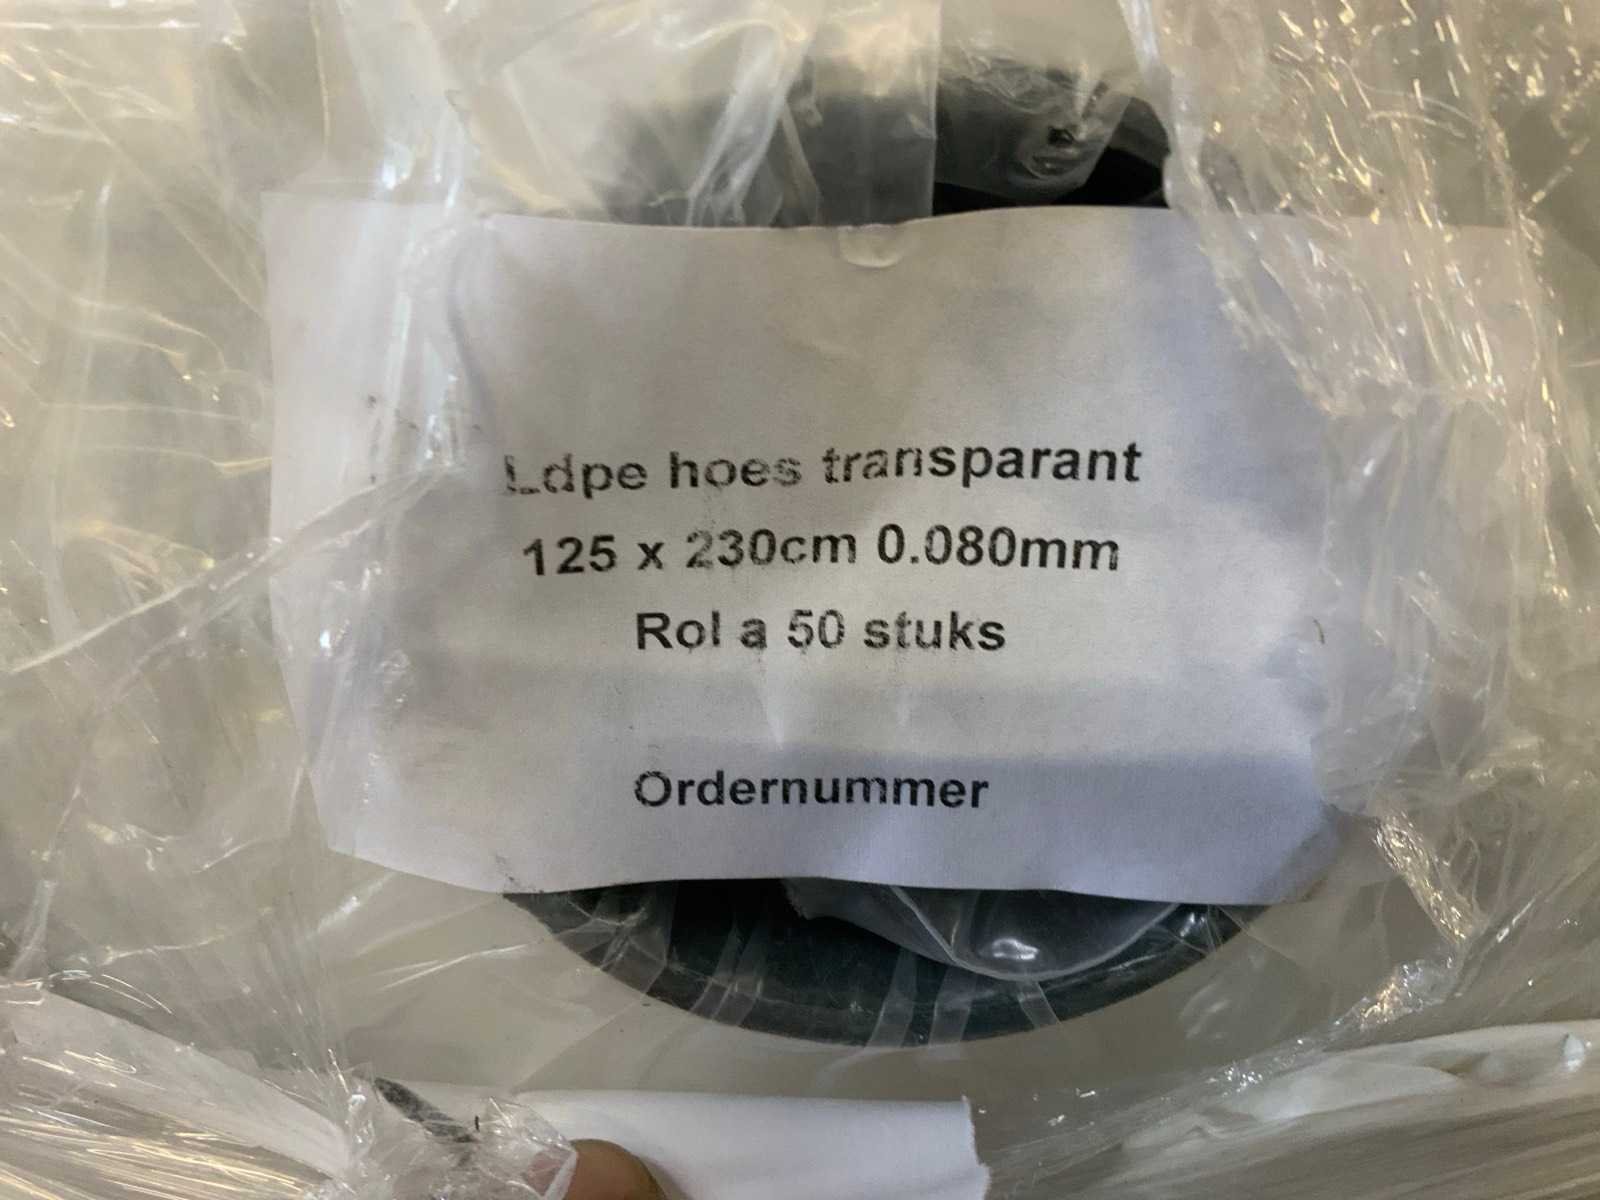 Ldpe hoes transparant
125 x 230cm 0.080mm
Rol a 50 stuks
Ordernummer